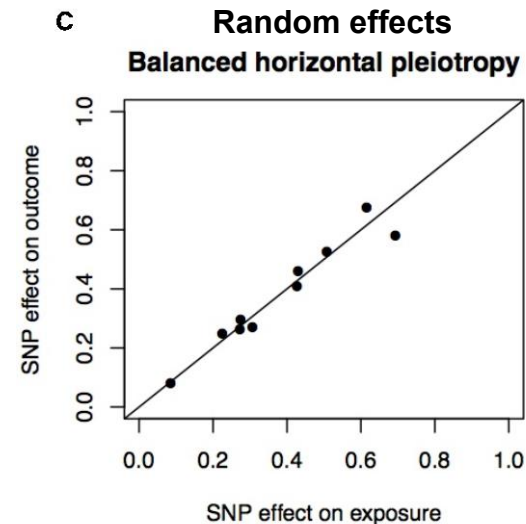 C
Random effects
Balanced horizontal pleiotropy
SNP effect on outcome
1.0
0.8
0.6
0.4
0.2
0.0
0.0 0.2 0.4 0.6 0.8 1.0
SNP effect on exposure